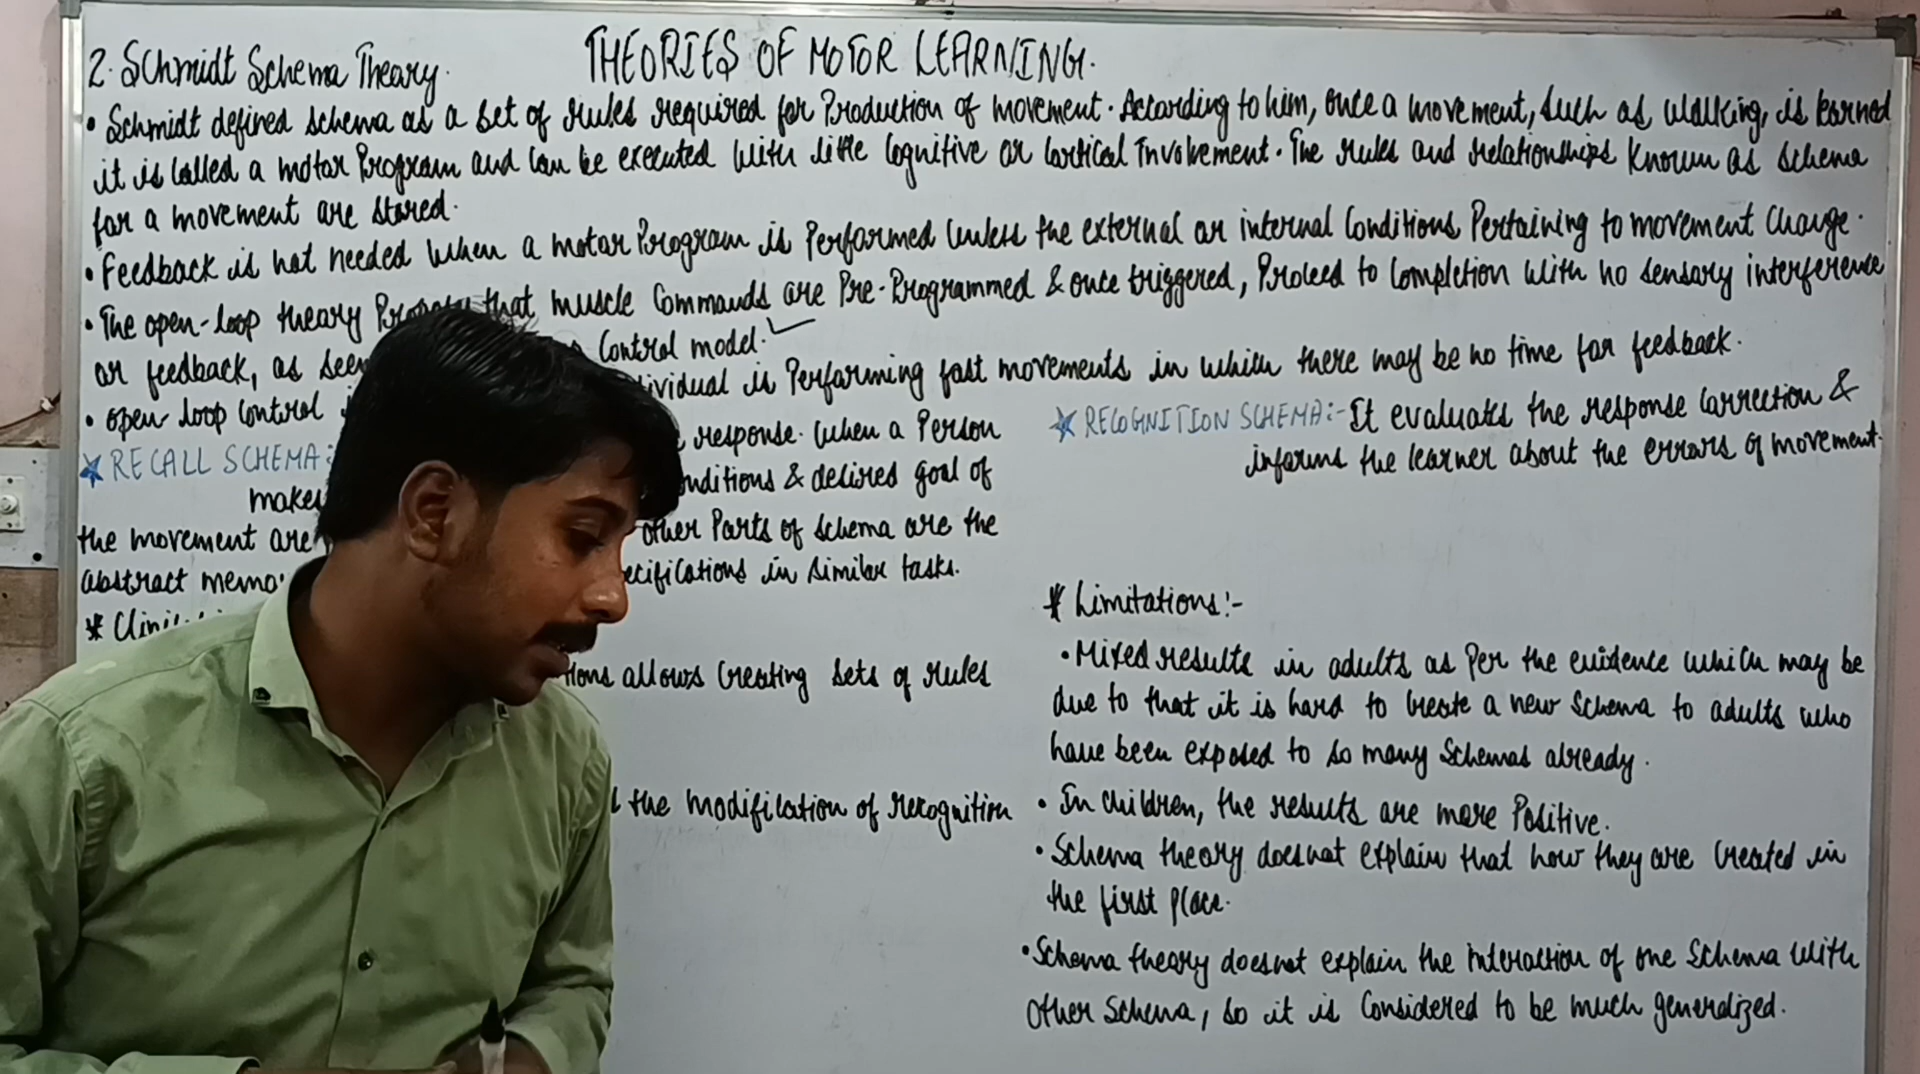 THEORIES OF MOTOR LEARNING.
2. Schmidt Schema Theory.
• Schmidt defined schema as a set of rules required for Production of movement. According to him, once a movement, such as walking, is learned
it is called a motor Program and can be executed with little Cognitive or Cortical Involvement. The rules and relationships known as Schema
for a movement are stored.
• Feedback is not needed when a motor Program is Performed unless the external or internal Conditions Pertaining to movement Change.
• The open-loop theory that muscle Commands are Pre-Programmed & once triggered, Proceed to Completion with no sensory interference
or feedback, as seen Control model.
• open-loop Control is Performing fast movements in which there may be no time for feedback.
★ RECALL SCHEMA: response. When a Person
makes & desired goal of
the movement are other Parts of schema are the
abstract in similar tasks.
allows Creating sets of rules
the modification of recognition
★ RECOGNITION SCHEMA:- It evaluates the response Correction &
informs the learner about the errors of movement.
* Limitations:-
• Mixed results in adults as Per the evidence which may be
due to that it is hard to Create a new Schema to adults who
have been exposed to so many Schemas already.
• In Children, the results are more Positive.
• Schema theory doesnot explain that how they are Created in
the first place.
• Schema theory doesnot explain the interaction of one Schema with
other Schema, so it is Considered to be much generalized.